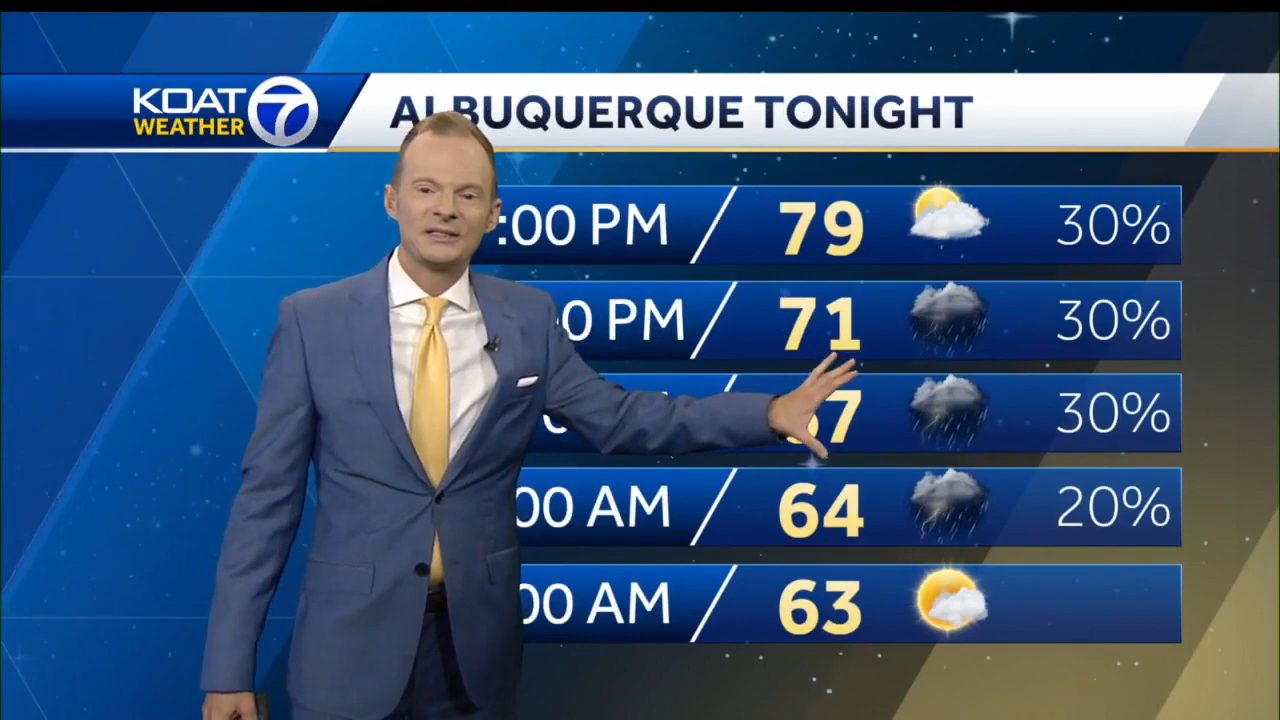 KOAT 7
WEATHER
ALBUQUERQUE TONIGHT
:00 PM 79 30%
0 PM 71 30%
7 30%
00 AM 64 20%
00 AM 63